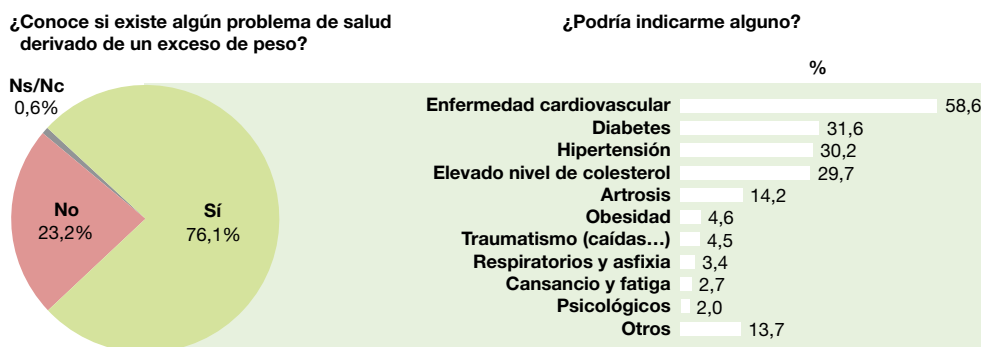 ¿Conoce si existe algún problema de salud
derivado de un exceso de peso?
Ns/Nc
0,6%
No
23,2%
Sí
76,1%
¿Podría indicarme alguno?
%
Enfermedad cardiovascular 58,6
Diabetes 31,6
Hipertensión 30,2
Elevado nivel de colesterol 29,7
Artrosis 14,2
Obesidad 4,6
Traumatismo (caídas...) 4,5
Respiratorios y asfixia 3,4
Cansancio y fatiga 2,7
Psicológicos 2,0
Otros 13,7